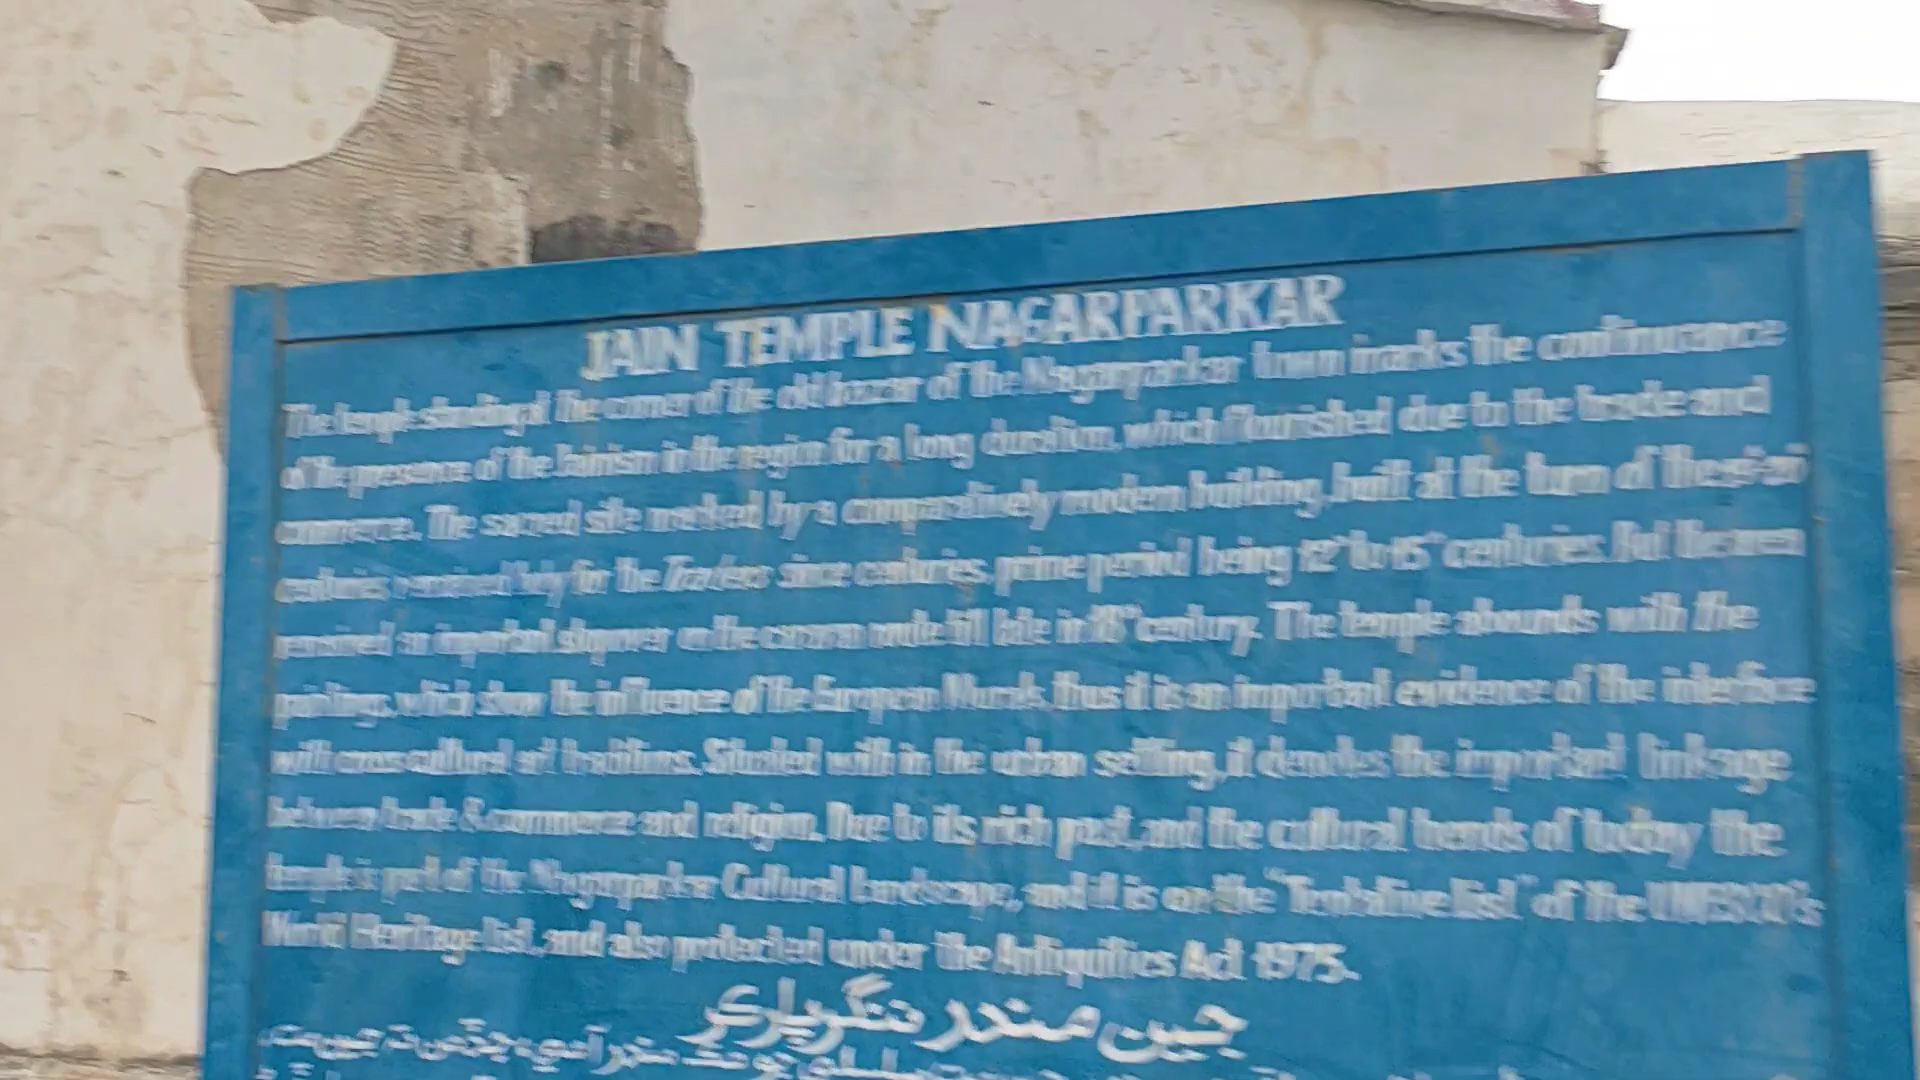 JAIN TEMPLE NAGARPARKAR
The temple standing at the corner of the old bazzar of the Nagarparkar town marks the continuance
of the presence of the Jainism in the region for a long duration, which flourished due to the trade and
commerce. The sacred site marked by a comparatively modern building, built at the turn of the
centuries remained holy for the Traders since centuries, prime period being 12th to 15th centuries. But the area
remained an important stopover on the caravan route till late in 18th century. The temple abounds with the
paintings, which show the influence of the European Murals, thus it is an important evidence of the interface
with cross cultural art traditions. Situated with in the urban setting, it denotes the important linkage
between trade & commerce and religion. Due to its rich past, and the cultural trends of today the
temple is part of the Nagarparkar Cultural Landscape, and it is on the "Tentative list" of the UNESCO's
World Heritage list, and also protected under the Antiquities Act 1975.
جين مندر ننگرپارڪر